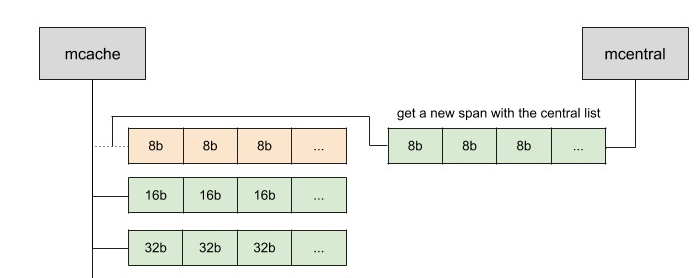 mcache
mcentral
get a new span with the central list
8b 8b 8b ...
8b 8b 8b ...
16b 16b 16b ...
32b 32b 32b ...